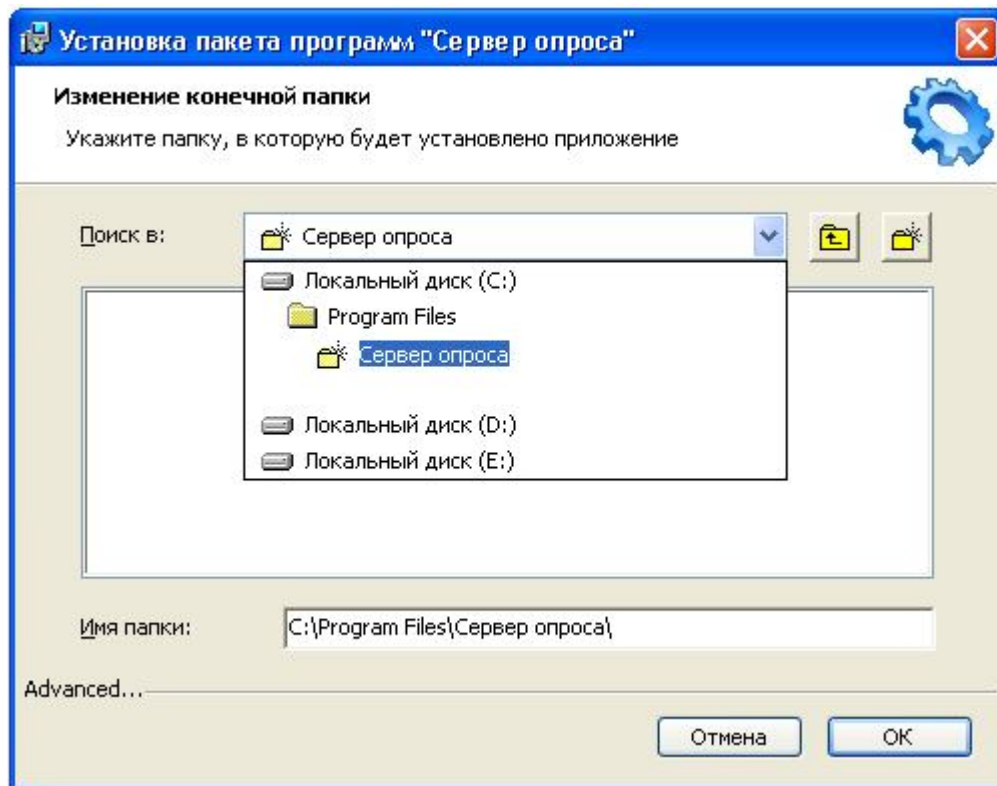 Установка пакета программ "Сервер опроса"
Изменение конечной папки
Укажите папку, в которую будет установлено приложение
Поиск в:
Сервер опроса
Локальный диск (C:)
Program Files
Сервер опроса
Локальный диск (D:)
Локальный диск (E:)
Имя папки:
C:\Program Files\Сервер опроса\
Advanced...
Отмена
ОК